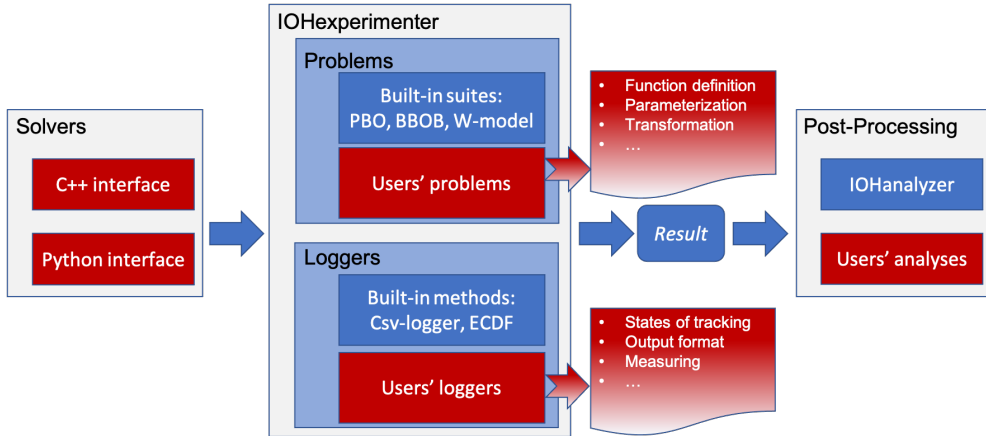 Solvers
C++ interface
Python interface
IOHexperimenter
Problems
Built-in suites:
PBO, BBOB, W-model
Users' problems
Loggers
Built-in methods:
Csv-logger, ECDF
Users' loggers
• Function definition
• Parameterization
• Transformation
• ...
Result
• States of tracking
• Output format
• Measuring
• ...
Post-Processing
IOHanalyzer
Users' analyses